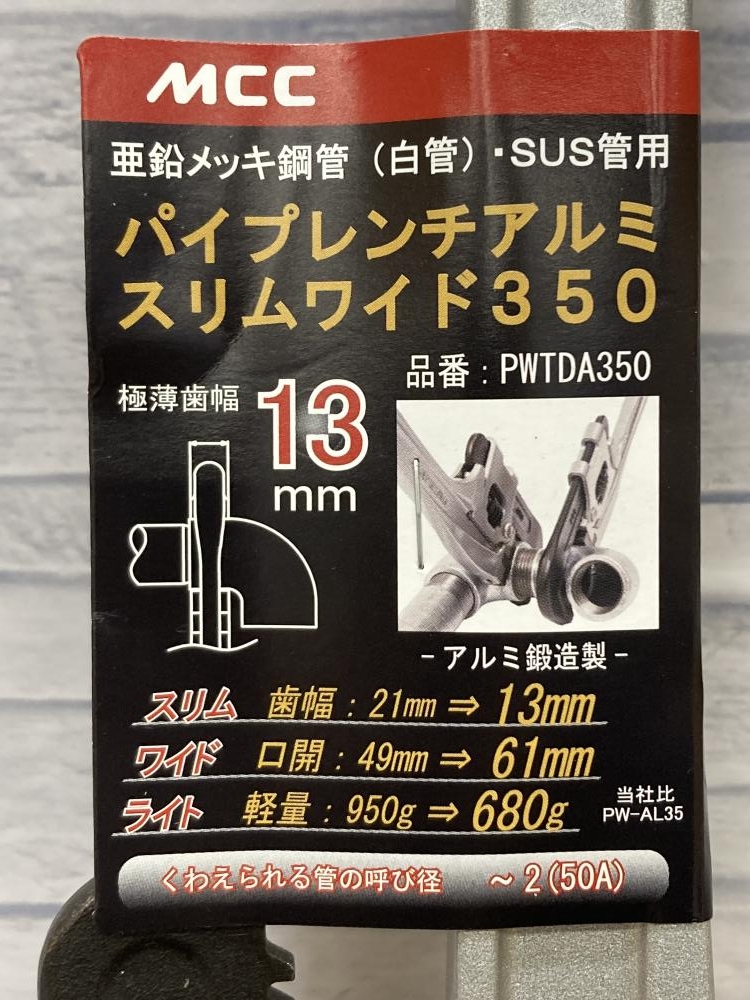 MCC
亜鉛メッキ鋼管（白管）・SUS管用
パイプレンチアルミ
スリムワイド350
品番：PWTDA350
極薄歯幅 13
mm
-アルミ鍛造製-
スリム 歯幅：21mm⇒13mm
ワイド 口開：49mm⇒61mm
ライト 軽量：950g⇒680g
当社比
PW-AL35
くわえられる管の呼び径 ～2(50A)